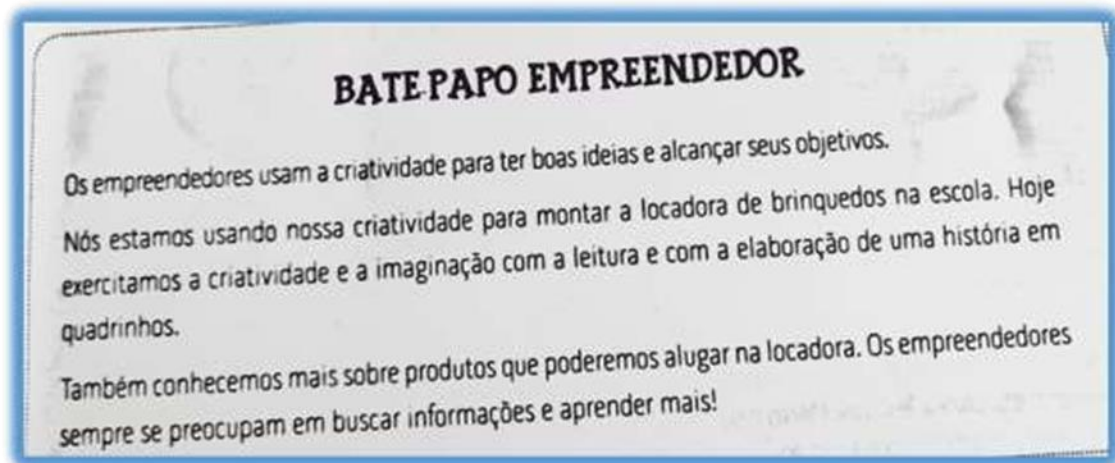 BATE-PAPO EMPREENDEDOR
Os empreendedores usam a criatividade para ter boas ideias e alcançar seus objetivos.
Nós estamos usando nossa criatividade para montar a locadora de brinquedos na escola. Hoje
exercitamos a criatividade e a imaginação com a leitura e com a elaboração de uma história em
quadrinhos.
Também conhecemos mais sobre produtos que poderemos alugar na locadora. Os empreendedores
sempre se preocupam em buscar informações e aprender mais!